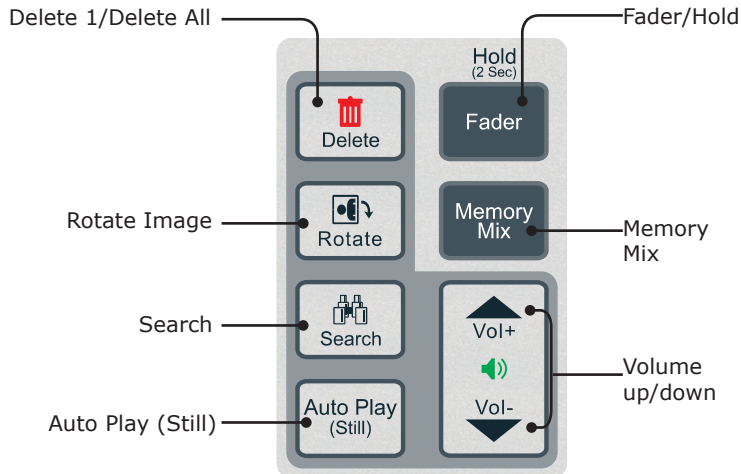 Delete 1/Delete All
Fader/Hold
Hold
(2 Sec)
Delete
Fader
Rotate Image
Rotate
Memory
Mix
Memory
Mix
Search
Search
Vol+
Volume
up/down
Auto Play (Still)
Auto Play
(Still)
Vol-